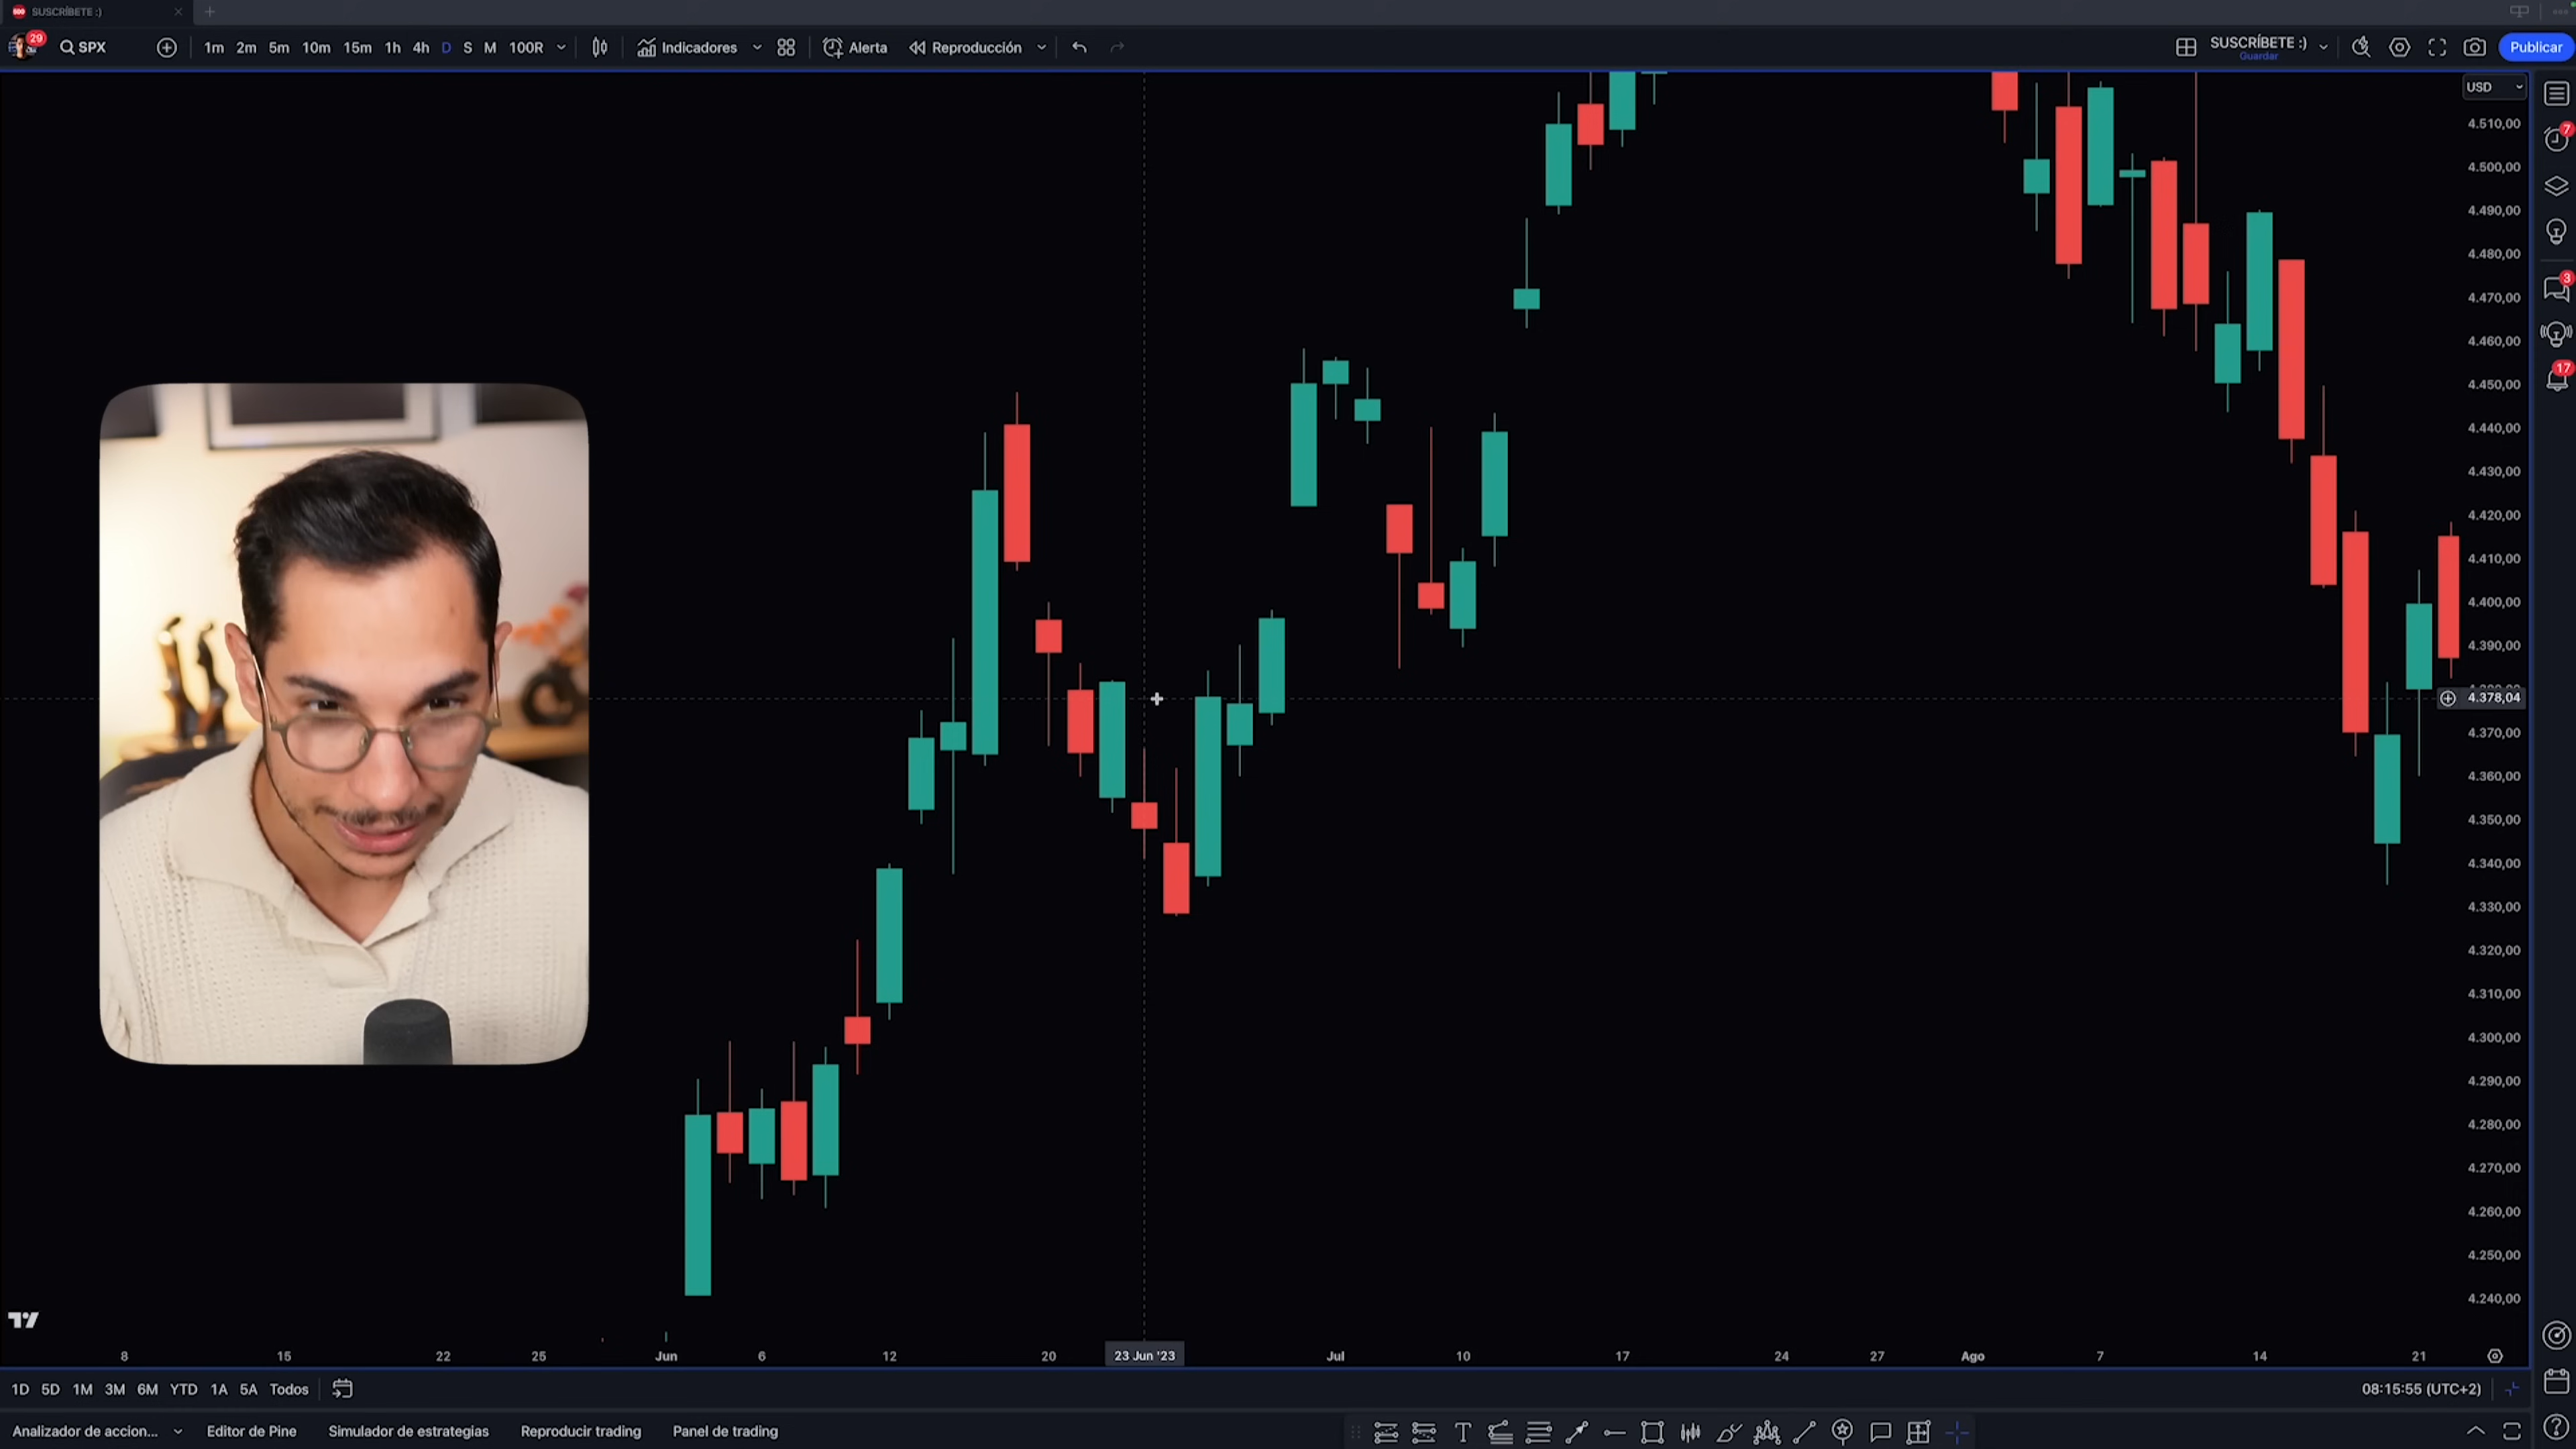 SUSCRÍBETE :)
29
SPX
1m 2m 5m 10m 15m 1h 4h D S M 100R
Indicadores
Alerta
Reproducción
SUSCRÍBETE :)
Guardar
Publicar
USD
4.510,00
4.500,00
4.490,00
4.480,00
4.470,00
4.460,00
4.450,00
4.440,00
4.430,00
4.420,00
4.410,00
4.400,00
4.390,00
4.378,04
4.370,00
4.360,00
4.350,00
4.340,00
4.330,00
4.320,00
4.310,00
4.300,00
4.290,00
4.280,00
4.270,00
4.260,00
4.250,00
4.240,00
7
3
17
8 15 22 25 Jun 6 12 20 23 Jun '23 Jul 10 17 24 27 Ago 7 14 21
1D 5D 1M 3M 6M YTD 1A 5A Todos
08:15:55 (UTC+2)
Analizador de accion... Editor de Pine Simulador de estrategias Reproducir trading Panel de trading